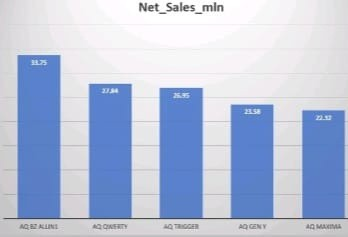 Net_Sales_mln
33.75
27.84
26.95
23.58
22.32
AQ BZ ALLIN1
AQ QWERTY
AQ TRIGGER
AQ GEN Y
AQ MAXIMA